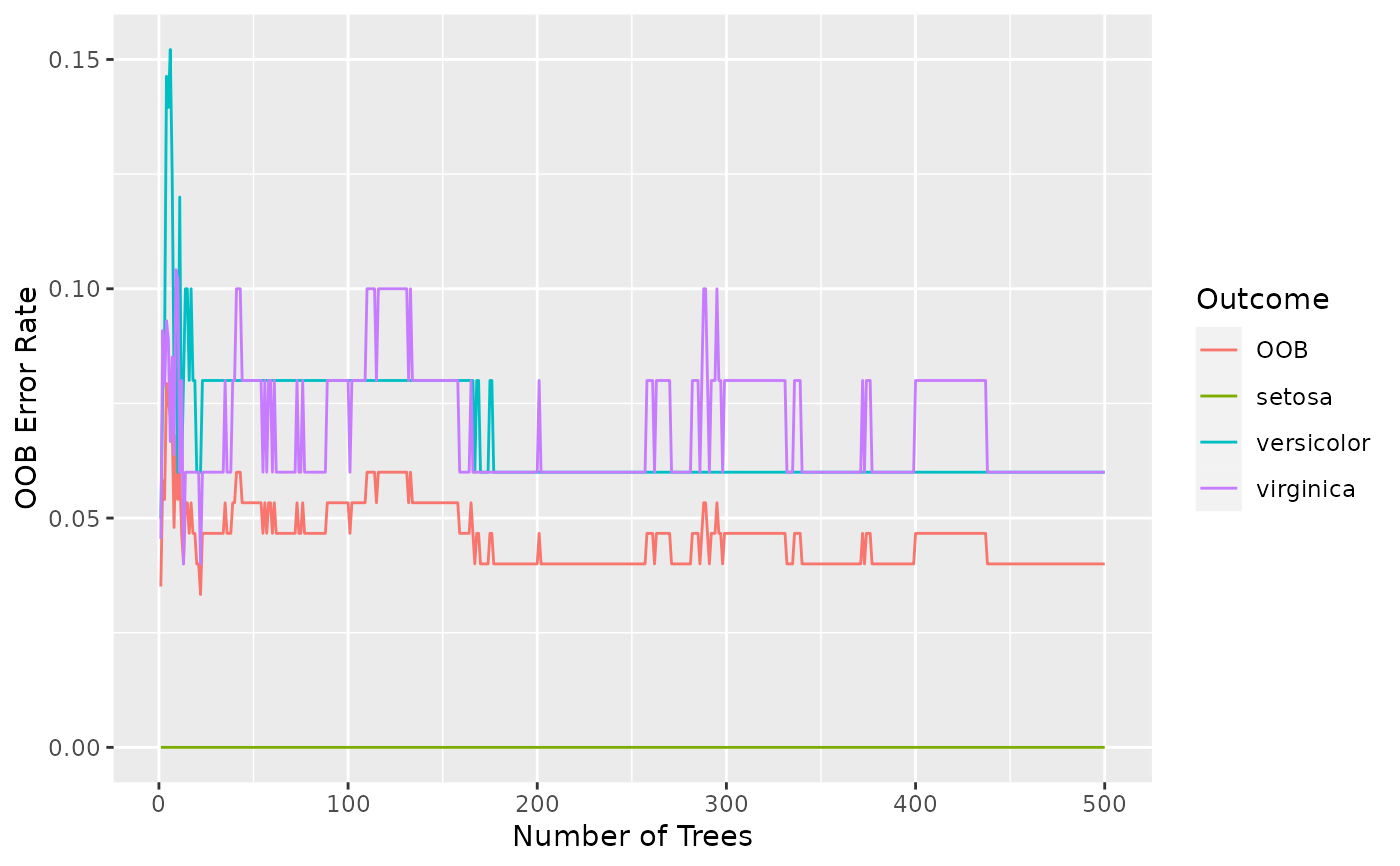 0.15
0.10
0.05
0.00
OOB Error Rate
0
100
200
300
400
500
Number of Trees
Outcome
OOB
setosa
versicolor
virginica